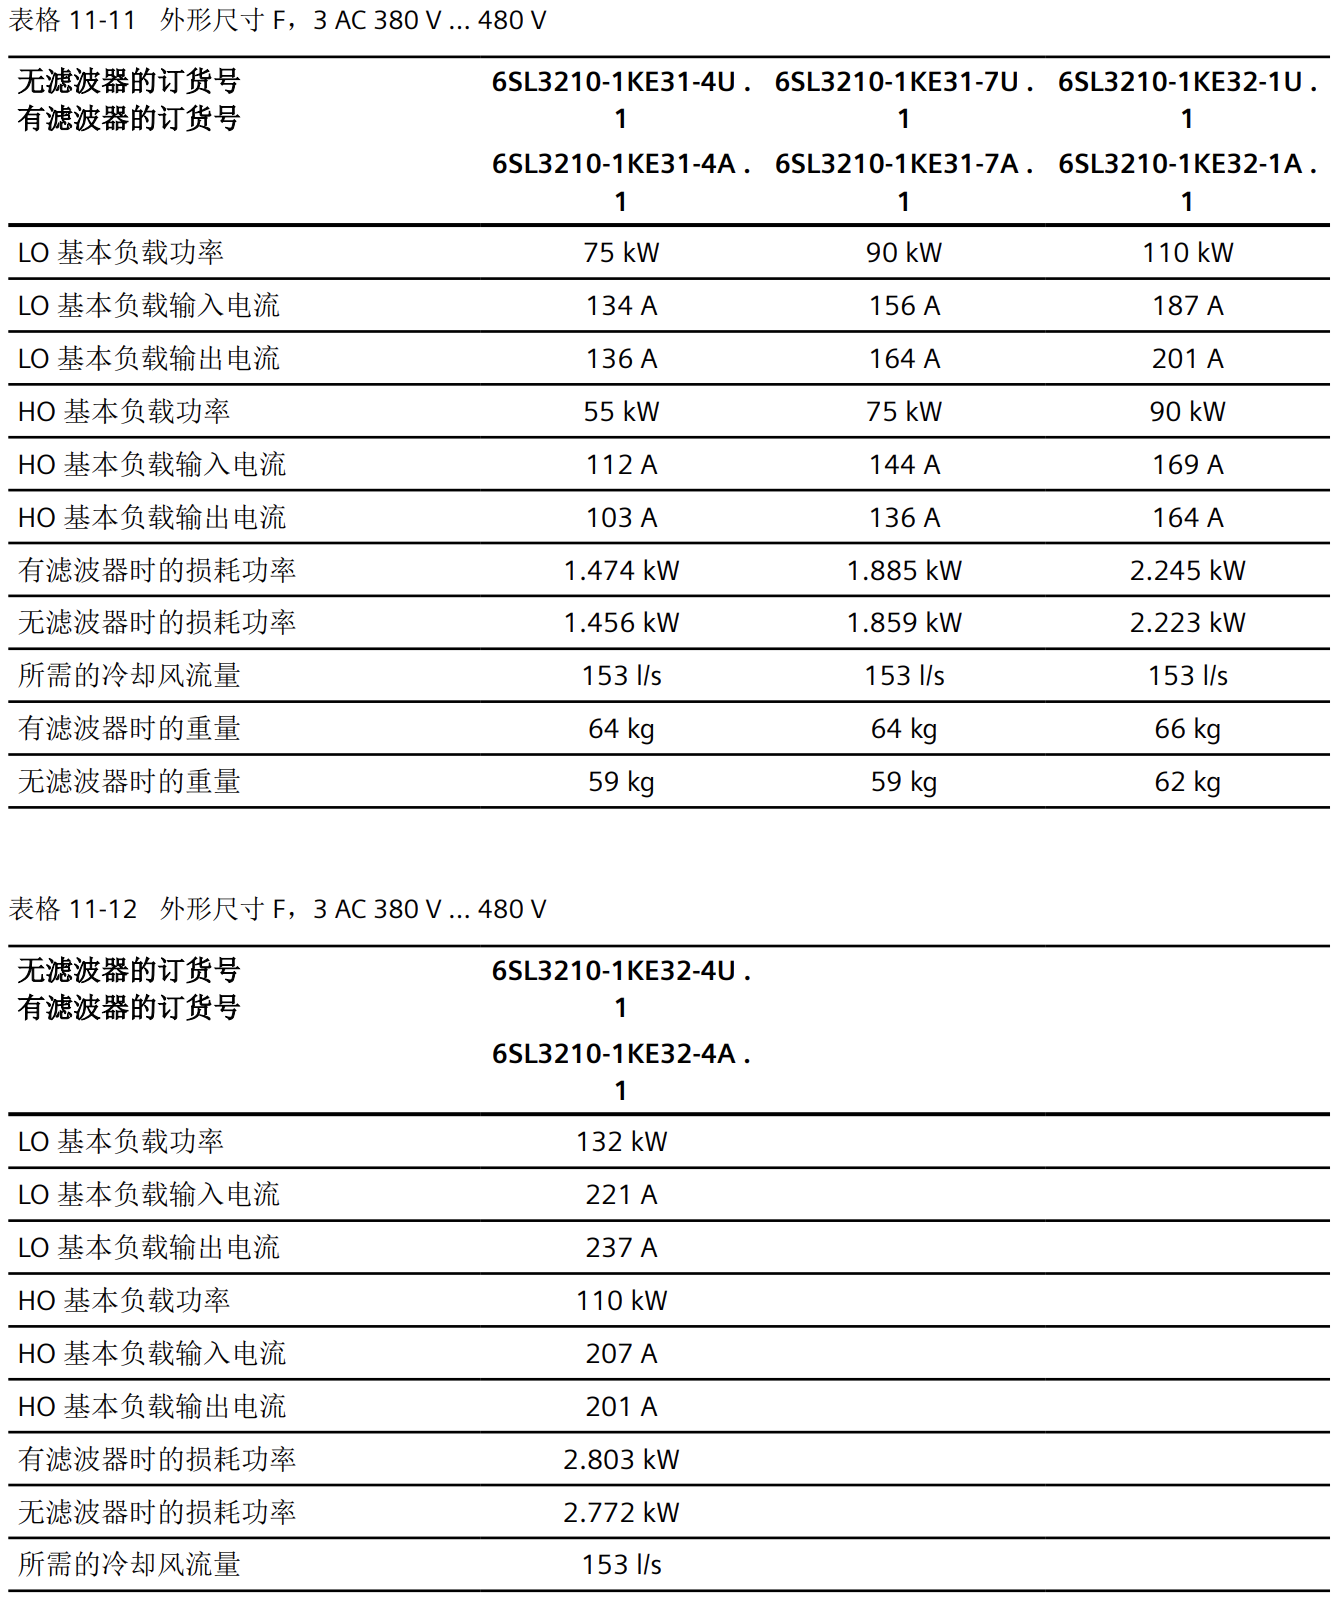 表格 11-11 外形尺寸 F，3 AC 380 V ... 480 V
无滤波器的订货号 6SL3210-1KE31-4U . 6SL3210-1KE31-7U . 6SL3210-1KE32-1U .
有滤波器的订货号 1 1 1
6SL3210-1KE31-4A . 6SL3210-1KE31-7A . 6SL3210-1KE32-1A .
1 1 1
LO 基本负载功率 75 kW 90 kW 110 kW
LO 基本负载输入电流 134 A 156 A 187 A
LO 基本负载输出电流 136 A 164 A 201 A
HO 基本负载功率 55 kW 75 kW 90 kW
HO 基本负载输入电流 112 A 144 A 169 A
HO 基本负载输出电流 103 A 136 A 164 A
有滤波器时的损耗功率 1.474 kW 1.885 kW 2.245 kW
无滤波器时的损耗功率 1.456 kW 1.859 kW 2.223 kW
所需的冷却风流量 153 l/s 153 l/s 153 l/s
有滤波器时的重量 64 kg 64 kg 66 kg
无滤波器时的重量 59 kg 59 kg 62 kg
表格 11-12 外形尺寸 F，3 AC 380 V ... 480 V
无滤波器的订货号 6SL3210-1KE32-4U .
有滤波器的订货号 1
6SL3210-1KE32-4A .
1
LO 基本负载功率 132 kW
LO 基本负载输入电流 221 A
LO 基本负载输出电流 237 A
HO 基本负载功率 110 kW
HO 基本负载输入电流 207 A
HO 基本负载输出电流 201 A
有滤波器时的损耗功率 2.803 kW
无滤波器时的损耗功率 2.772 kW
所需的冷却风流量 153 l/s